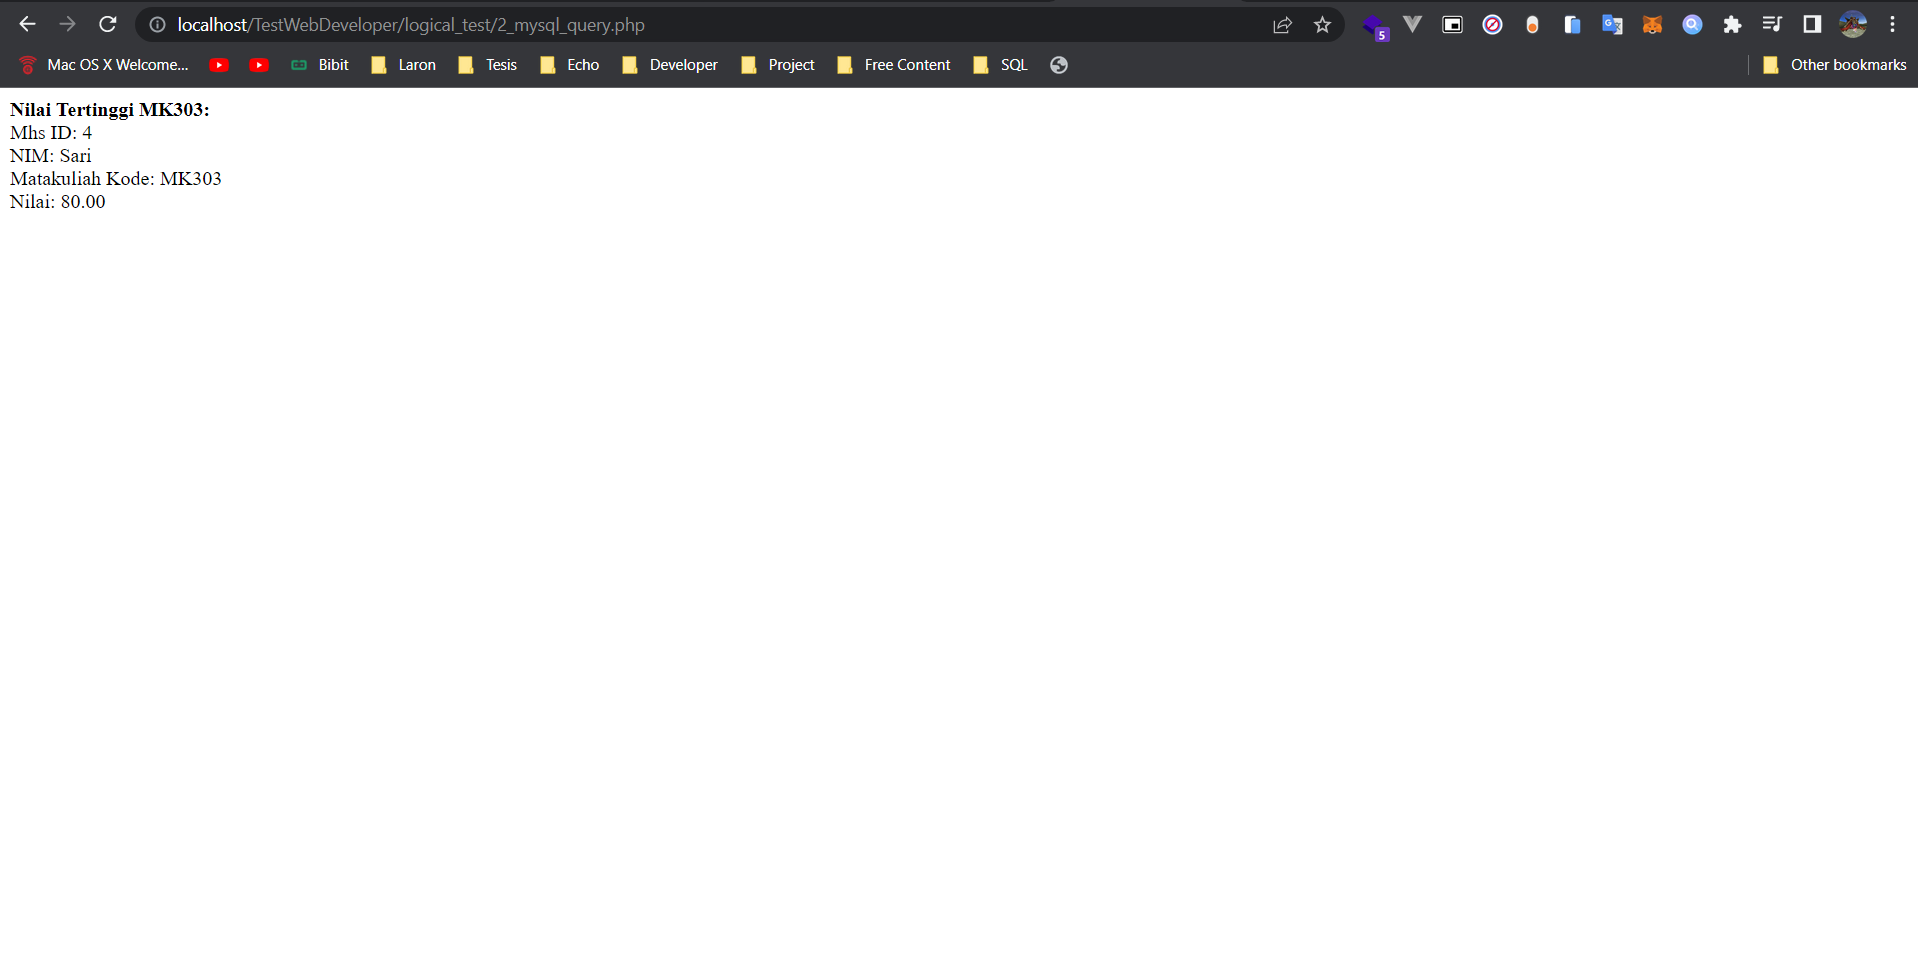 localhost/TestWebDeveloper/logical_test/2_mysql_query.php
5
Mac OS X Welcome... Bibit Laron Tesis Echo Developer Project Free Content SQL Other bookmarks
Nilai Tertinggi MK303:
Mhs ID: 4
NIM: Sari
Matakuliah Kode: MK303
Nilai: 80.00